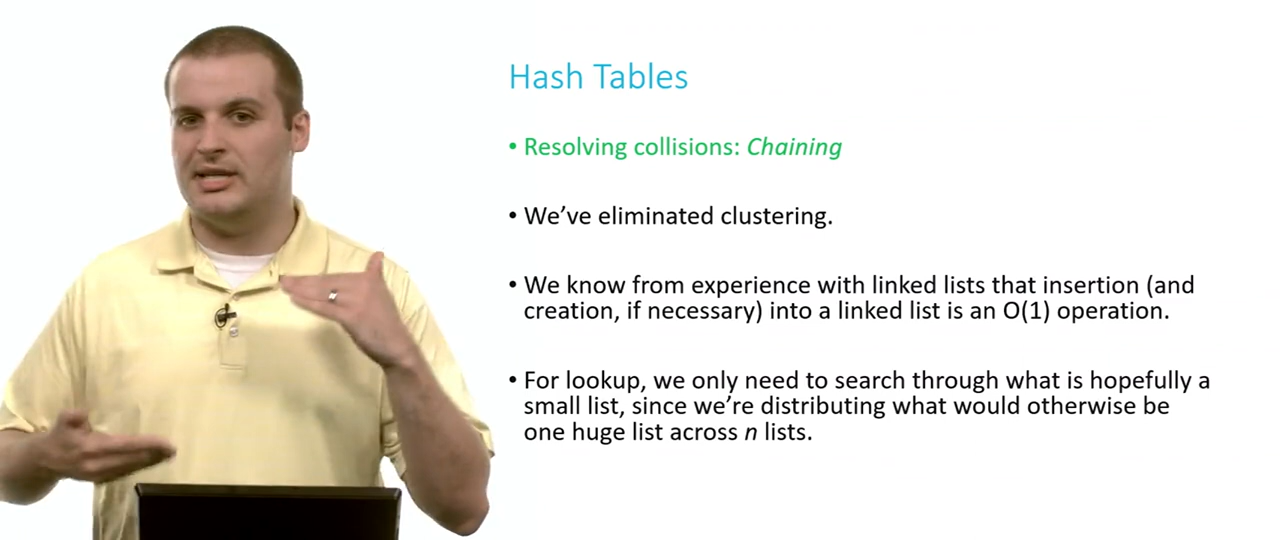 Hash Tables
• Resolving collisions: Chaining
• We’ve eliminated clustering.
• We know from experience with linked lists that insertion (and
creation, if necessary) into a linked list is an O(1) operation.
• For lookup, we only need to search through what is hopefully a
small list, since we’re distributing what would otherwise be
one huge list across n lists.